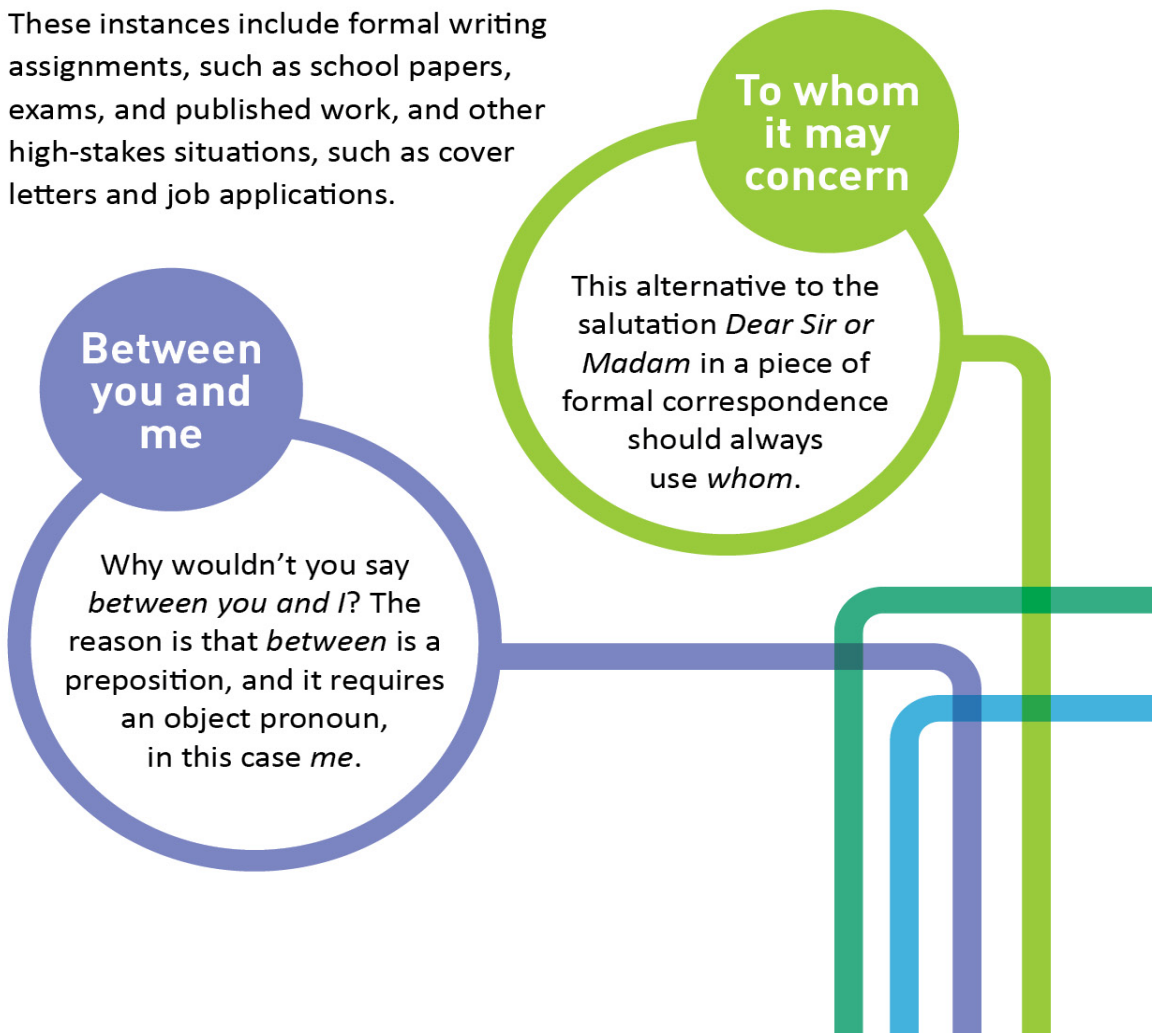 These instances include formal writing
assignments, such as school papers,
exams, and published work, and other
high-stakes situations, such as cover
letters and job applications.
To whom
it may
concern
This alternative to the
salutation Dear Sir or
Madam in a piece of
formal correspondence
should always
use whom.
Between
you and
me
Why wouldn’t you say
between you and I? The
reason is that between is a
preposition, and it requires
an object pronoun,
in this case me.